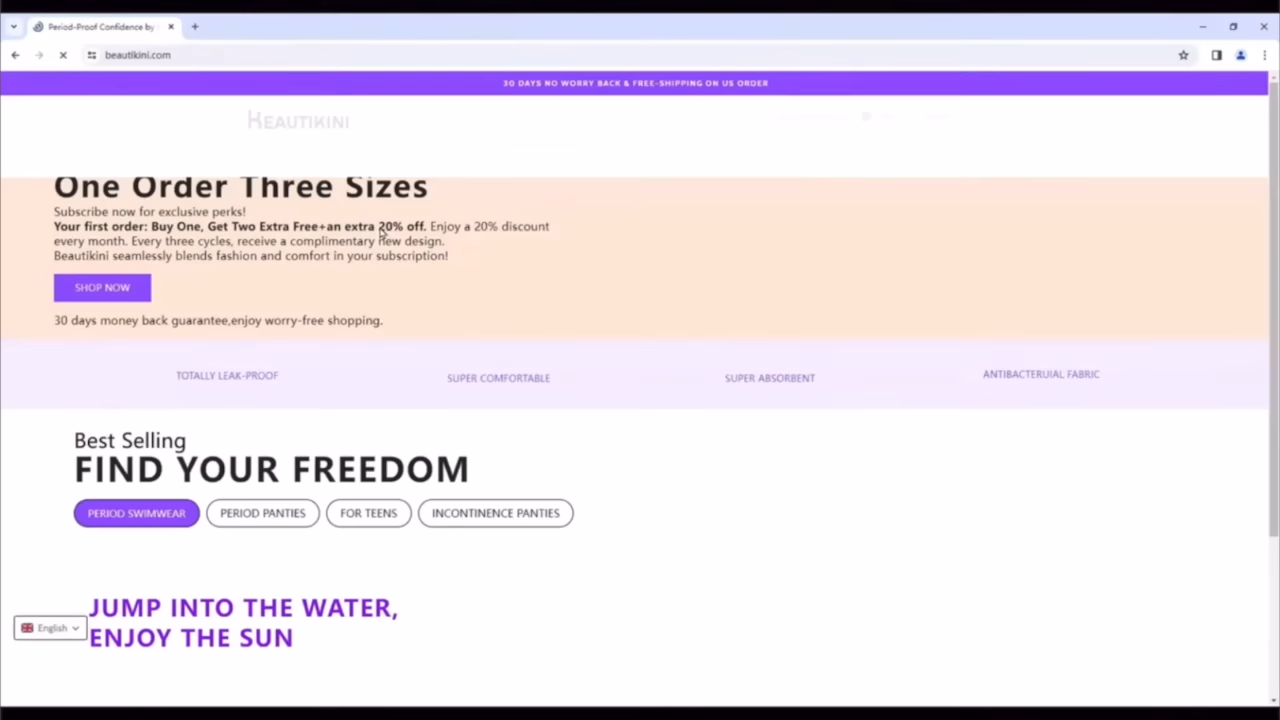 Period-Proof Confidence by
beautikini.com
30 DAYS NO WORRY BACK & FREE-SHIPPING ON US ORDER
BEAUTIKINI
One Order Three Sizes
Subscribe now for exclusive perks!
Your first order: Buy One, Get Two Extra Free+an extra 20% off. Enjoy a 20% discount
every month. Every three cycles, receive a complimentary new design.
Beautikini seamlessly blends fashion and comfort in your subscription!
SHOP NOW
30 days money back guarantee,enjoy worry-free shopping.
TOTALLY LEAK-PROOF SUPER COMFORTABLE SUPER ABSORBENT ANTIBACTERUIAL FABRIC
Best Selling
FIND YOUR FREEDOM
PERIOD SWIMWEAR PERIOD PANTIES FOR TEENS INCONTINENCE PANTIES
JUMP INTO THE WATER,
English
ENJOY THE SUN